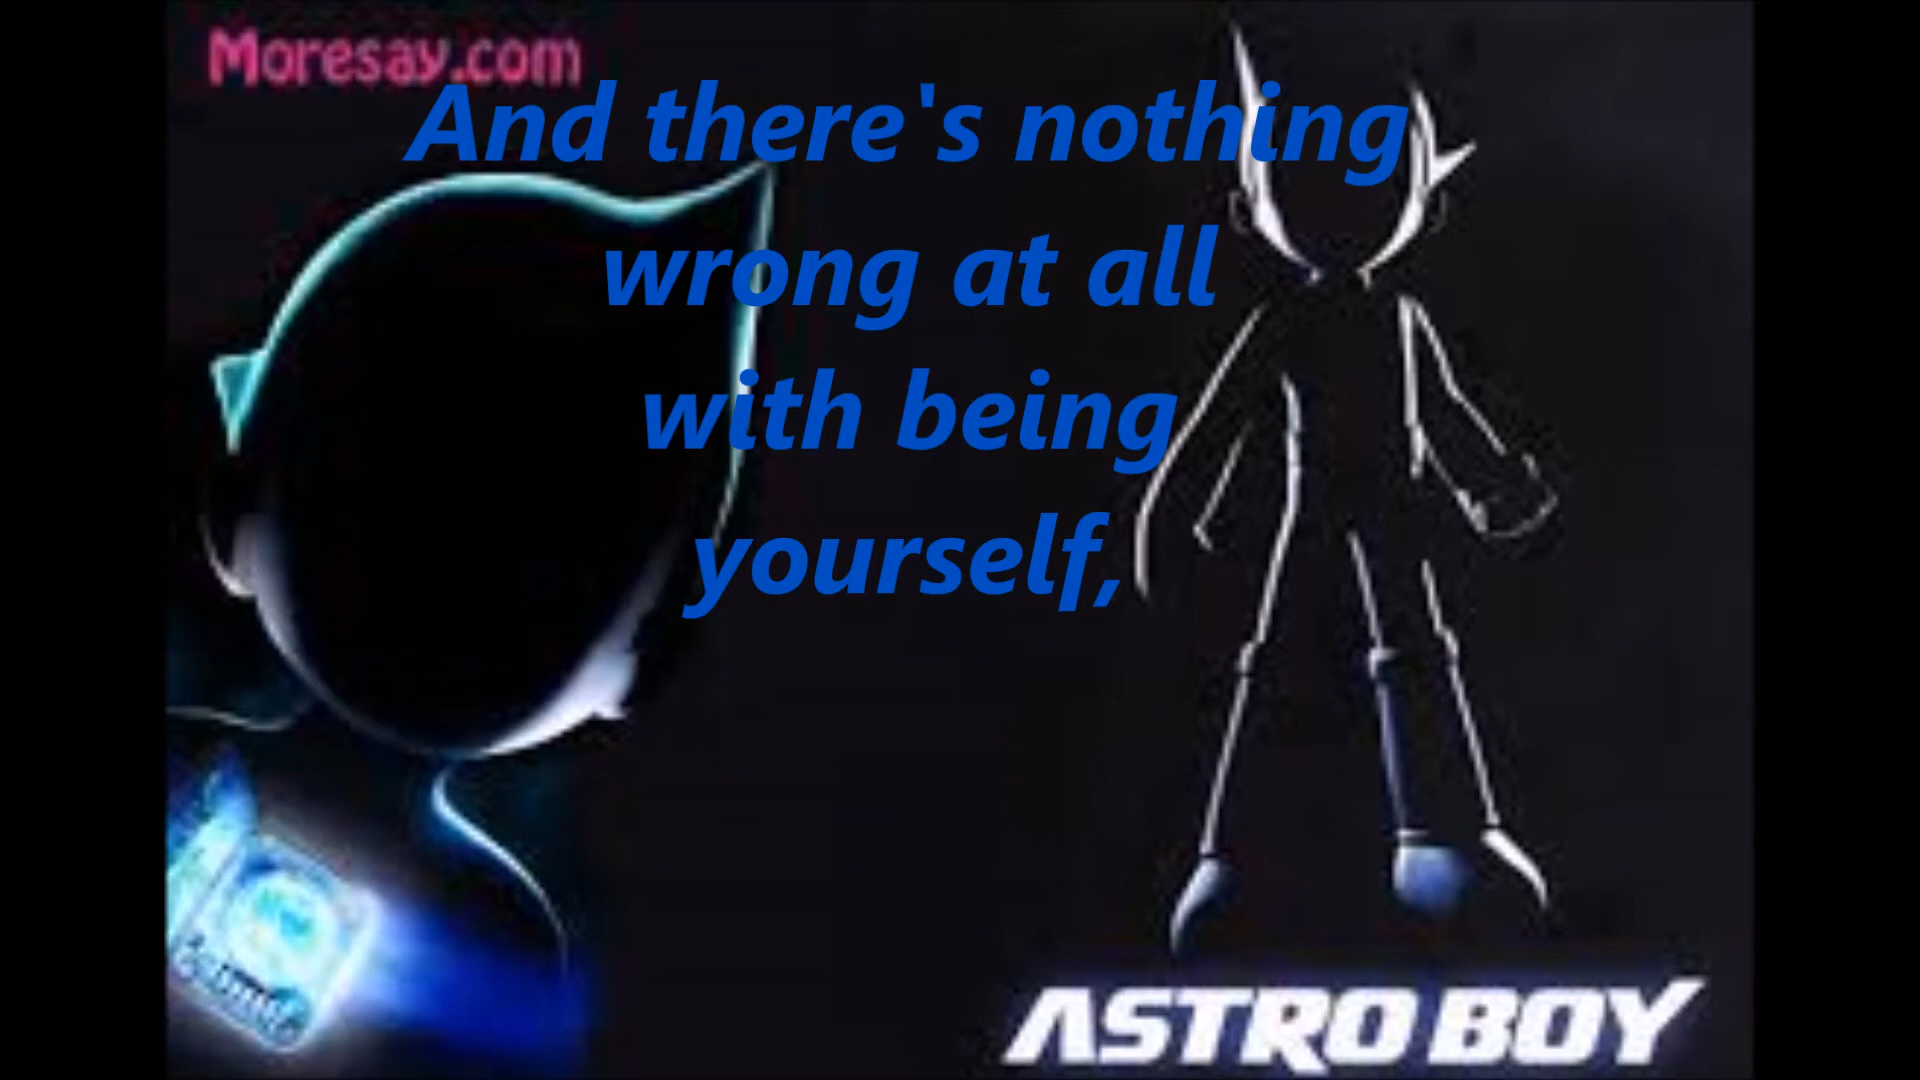 Moresay.com
And there's nothing
wrong at all
with being
yourself,
ASTRO BOY